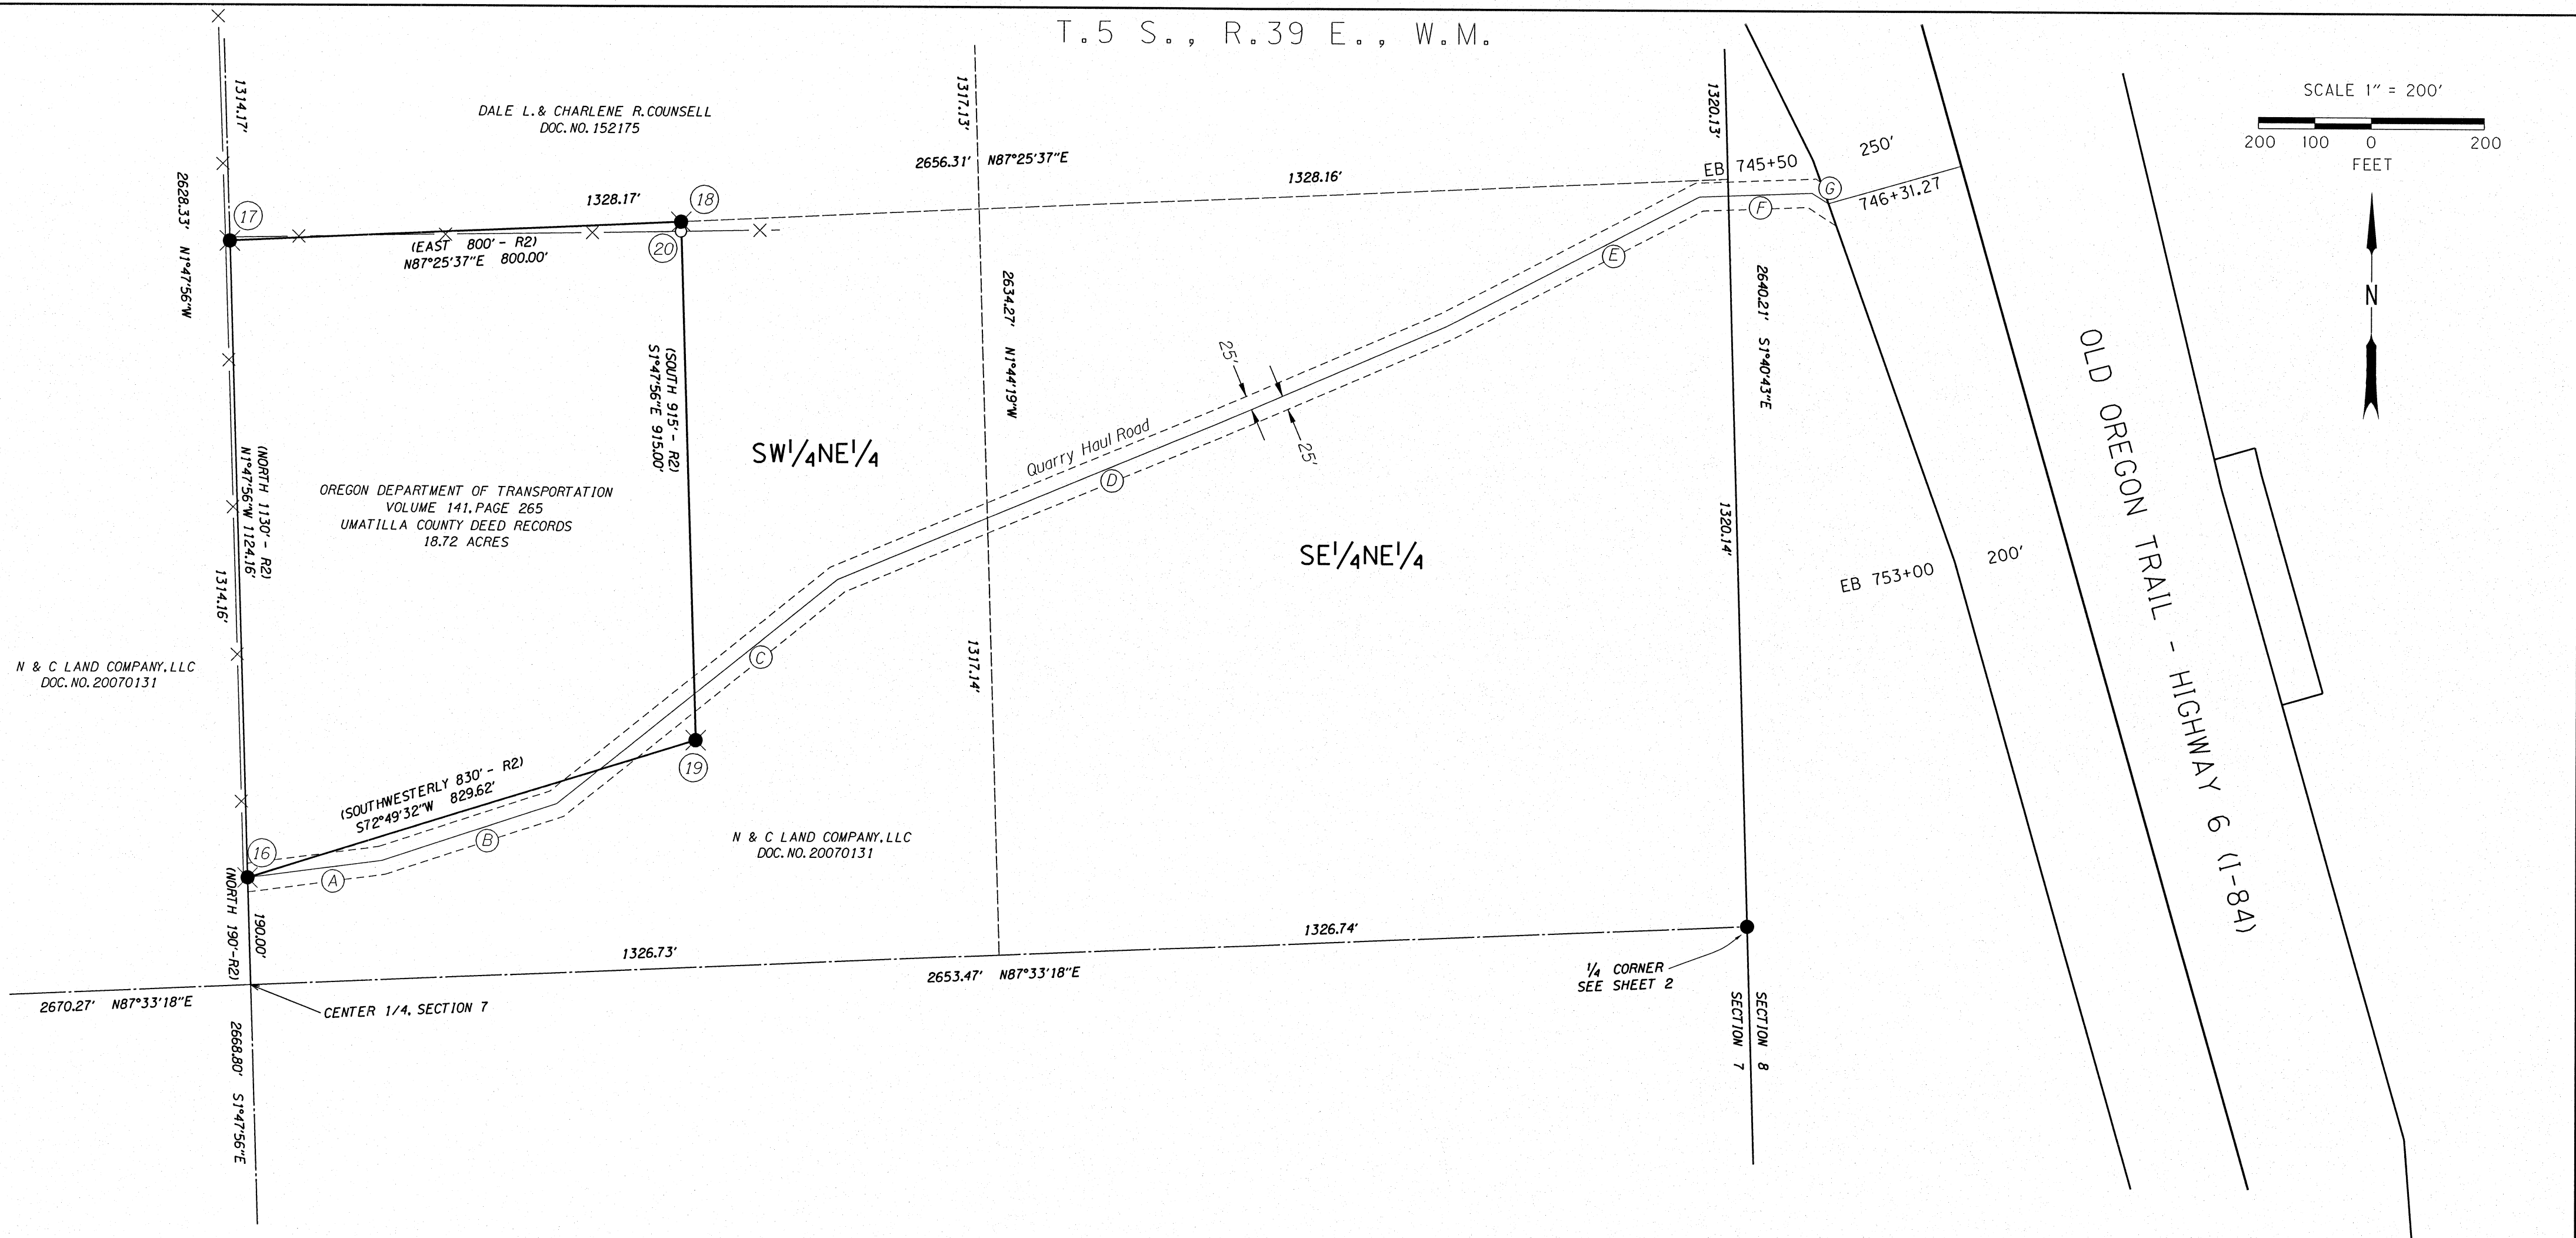 T.5 S., R.39 E., W.M.
SCALE 1" = 200'
200 100 0 200
FEET
N
1314.17'
DALE L. & CHARLENE R. COUNSELL
DOC. NO. 152175
1317.13'
1320.13'
2656.31' N87°25'37"E
1328.16'
EB 745+50
250'
746+31.27
G
F
E
2628.33' N1°47'56"W
17
1328.17'
18
20
(EAST 800' - R2)
N87°25'37"E 800.00'
2634.27' N1°44'19"W
2640.21' S1°40'43"E
(SOUTH 915' - R2)
S1°47'56"E 915.00'
25'
25'
Quarry Haul Road
D
SW1/4NE1/4
SE1/4NE1/4
(NORTH 1130' - R2)
N1°47'56"W 1124.16'
1314.16'
OREGON DEPARTMENT OF TRANSPORTATION
VOLUME 141, PAGE 265
UMATILLA COUNTY DEED RECORDS
18.72 ACRES
1320.14'
EB 753+00
200'
OLD OREGON TRAIL - HIGHWAY 6 (I-84)
N & C LAND COMPANY, LLC
DOC. NO. 20070131
C
1317.14'
19
(SOUTHWESTERLY 830' - R2)
S72°49'32"W 829.62'
16
B
A
N & C LAND COMPANY, LLC
DOC. NO. 20070131
(NORTH 190'-R2)
190.00'
1326.73'
1326.74'
2653.47' N87°33'18"E
1/4 CORNER
SEE SHEET 2
2670.27' N87°33'18"E
CENTER 1/4, SECTION 7
SECTION 8
SECTION 7
2668.80' S1°47'56"E